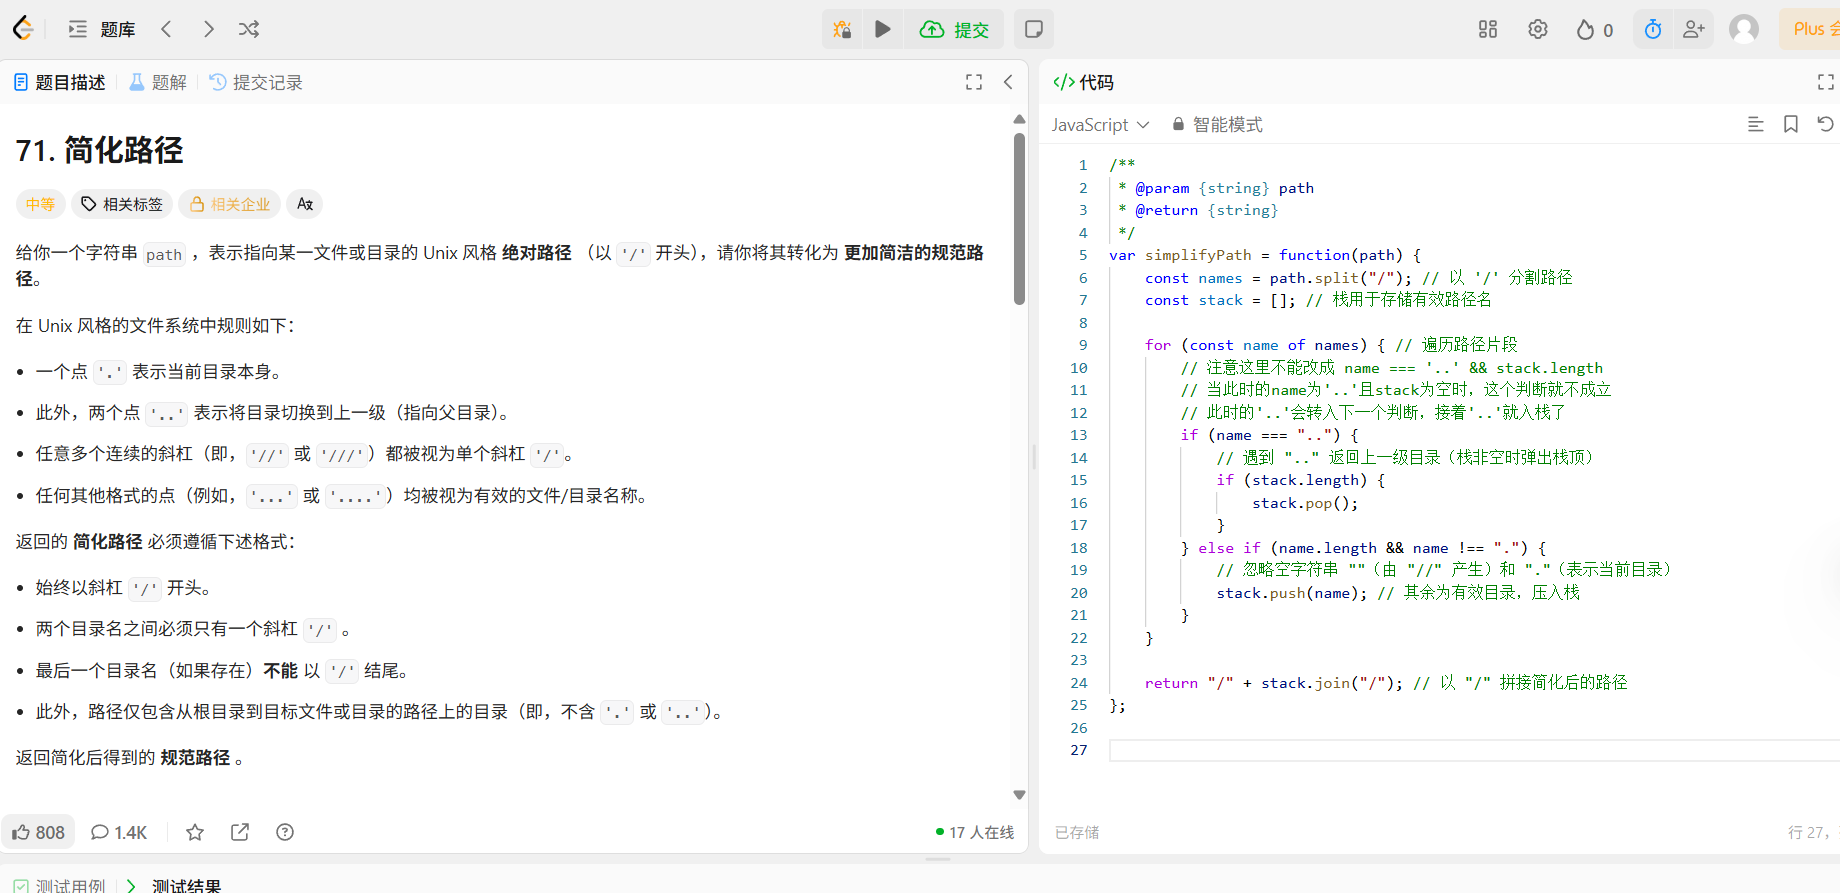 题库
提交
0
Plus 会
题目描述
题解
提交记录
71. 简化路径
中等
相关标签
相关企业
给你一个字符串 path ，表示指向某一文件或目录的 Unix 风格 绝对路径 （以 '/' 开头），请你将其转化为 更加简洁的规范路
径。
在 Unix 风格的文件系统中规则如下：
• 一个点 '.' 表示当前目录本身。
• 此外，两个点 '..' 表示将目录切换到上一级（指向父目录）。
• 任意多个连续的斜杠（即，'//' 或 '///'）都被视为单个斜杠 '/'。
• 任何其他格式的点（例如，'...' 或 '....'）均被视为有效的文件/目录名称。
返回的 简化路径 必须遵循下述格式：
• 始终以斜杠 '/' 开头。
• 两个目录名之间必须只有一个斜杠 '/' 。
• 最后一个目录名（如果存在）不能 以 '/' 结尾。
• 此外，路径仅包含从根目录到目标文件或目录的路径上的目录（即，不含 '.' 或 '..'）。
返回简化后得到的 规范路径 。
808
1.4K
17 人在线
代码
JavaScript
智能模式
1 /**
2 * @param {string} path
3 * @return {string}
4 */
5 var simplifyPath = function(path) {
6 const names = path.split("/"); // 以 '/' 分割路径
7 const stack = []; // 栈用于存储有效路径名
8
9 for (const name of names) { // 遍历路径片段
10 // 注意这里不能改成 name === '..' && stack.length
11 // 当此时的name为'..'且stack为空时，这个判断就不成立
12 // 此时的'..'会转入下一个判断，接着'..'就入栈了
13 if (name === "..") {
14 // 遇到 ".." 返回上一级目录（栈非空时弹出栈顶）
15 if (stack.length) {
16 stack.pop();
17 }
18 } else if (name.length && name !== ".") {
19 // 忽略空字符串 ""（由 "//" 产生）和 "."（表示当前目录）
20 stack.push(name); // 其余为有效目录，压入栈
21 }
22 }
23
24 return "/" + stack.join("/"); // 以 "/" 拼接简化后的路径
25 };
26
27
已存储
行 27，
测试用例
测试结果